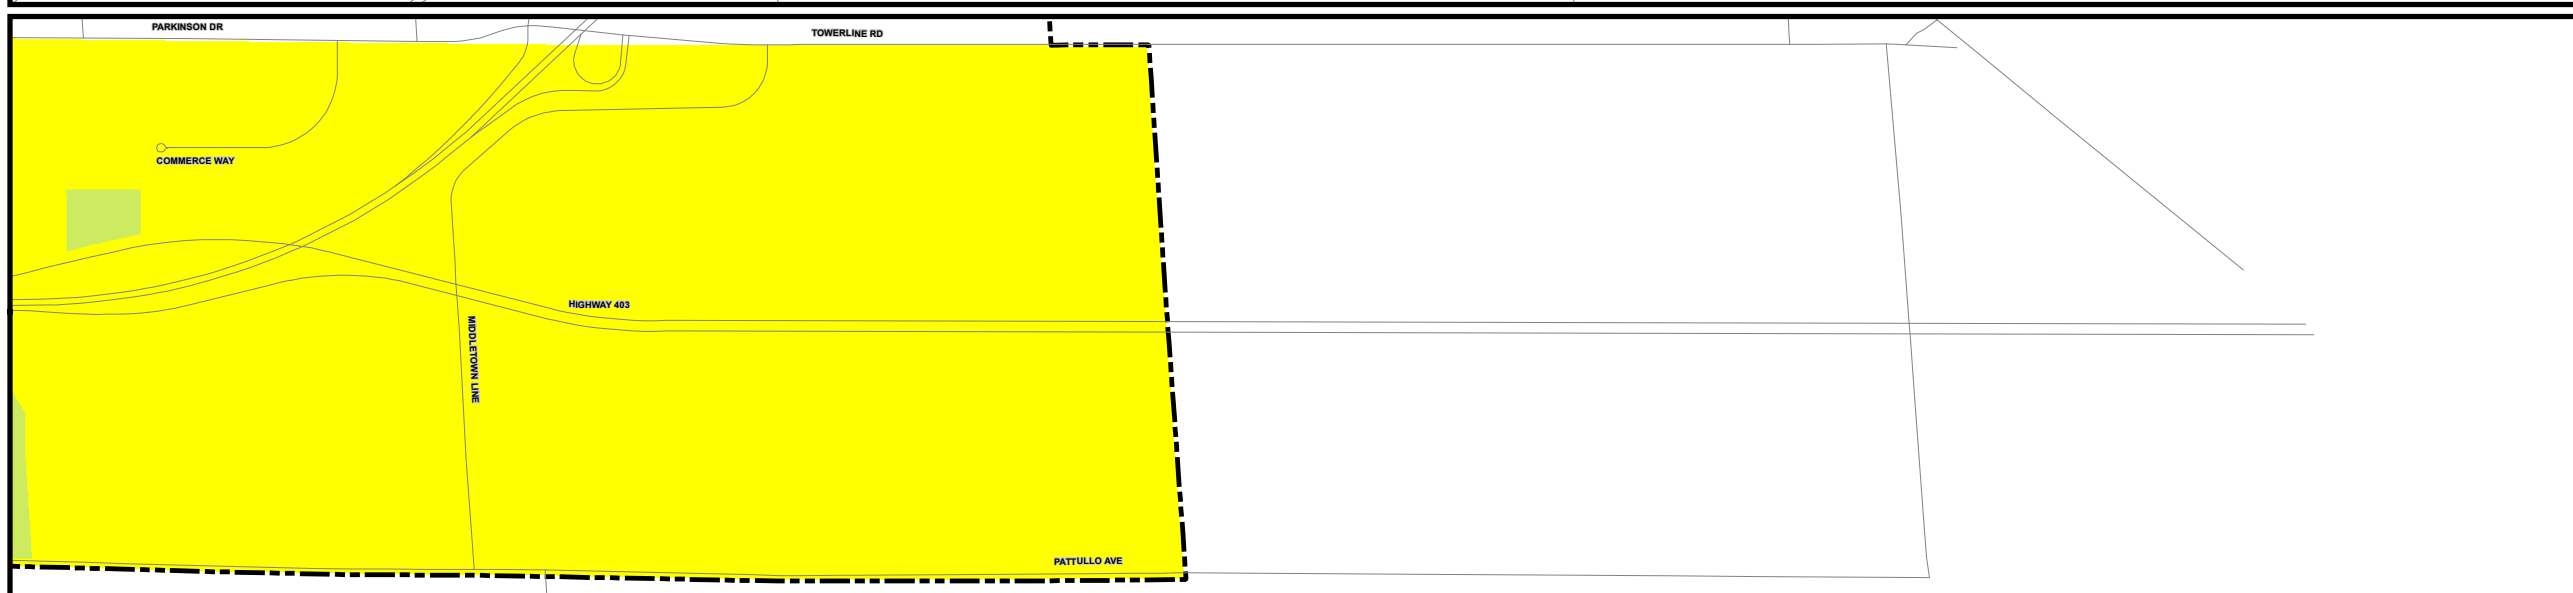 PARKINSON DR
TOWERLINE RD
COMMERCE WAY
HIGHWAY 403
MIDDLETOWN LINE
PATTULLO AVE